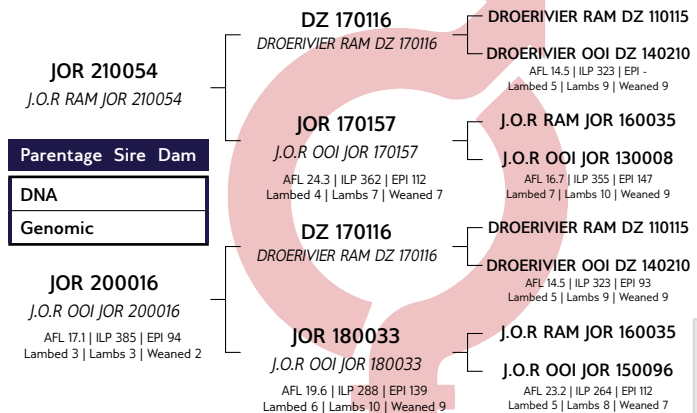 JOR 210054
J.O.R RAM JOR 210054
Parentage Sire Dam
DNA
Genomic
JOR 200016
J.O.R OOI JOR 200016
AFL 17.1 | ILP 385 | EPI 94
Lambed 3 | Lambs 3 | Weaned 2
DZ 170116
DROERIVIER RAM DZ 170116
JOR 170157
J.O.R OOI JOR 170157
AFL 24.3 | ILP 362 | EPI 112
Lambed 4 | Lambs 7 | Weaned 7
DZ 170116
DROERIVIER RAM DZ 170116
JOR 180033
J.O.R OOI JOR 180033
AFL 19.6 | ILP 288 | EPI 139
Lambed 6 | Lambs 10 | Weaned 9
DROERIVIER RAM DZ 110115
DROERIVIER OOI DZ 140210
AFL 14.5 | ILP 323 | EPI -
Lambed 5 | Lambs 9 | Weaned 9
J.O.R RAM JOR 160035
J.O.R OOI JOR 130008
AFL 16.7 | ILP 355 | EPI 147
Lambed 7 | Lambs 10 | Weaned 9
DROERIVIER RAM DZ 110115
DROERIVIER OOI DZ 140210
AFL 14.5 | ILP 323 | EPI 93
Lambed 5 | Lambs 9 | Weaned 9
J.O.R RAM JOR 160035
J.O.R OOI JOR 150096
AFL 23.2 | ILP 264 | EPI 112
Lambed 5 | Lambs 8 | Weaned 7